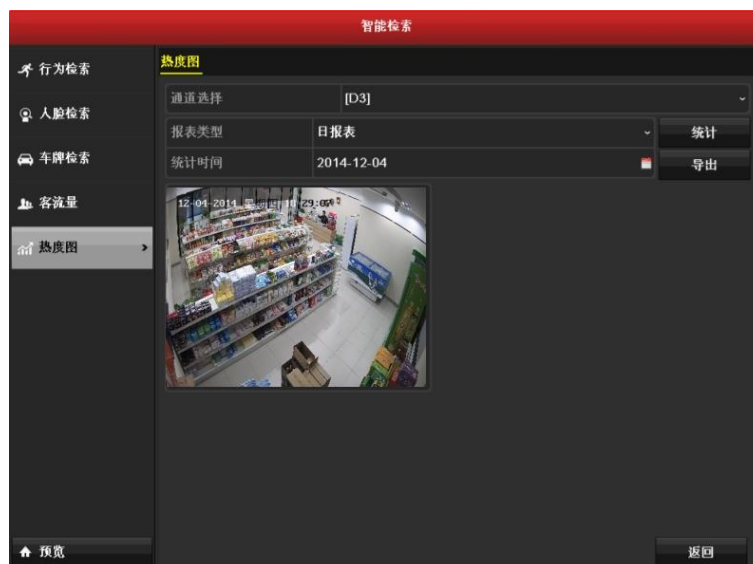 智能检索
行为检索
人脸检索
车牌检索
客流量
热度图
热度图
通道选择 [D3]
报表类型 日报表 统计
统计时间 2014-12-04 导出
12-04-2014
预览
返回